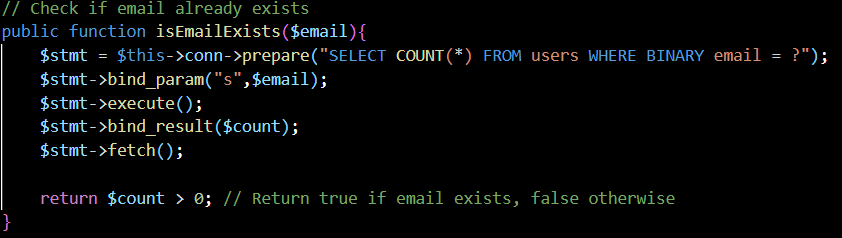 // Check if email already exists
public function isEmailExists($email){
    $stmt = $this->conn->prepare("SELECT COUNT(*) FROM users WHERE BINARY email = ?");
    $stmt->bind_param("s",$email);
    $stmt->execute();
    $stmt->bind_result($count);
    $stmt->fetch();

    return $count > 0; // Return true if email exists, false otherwise
}